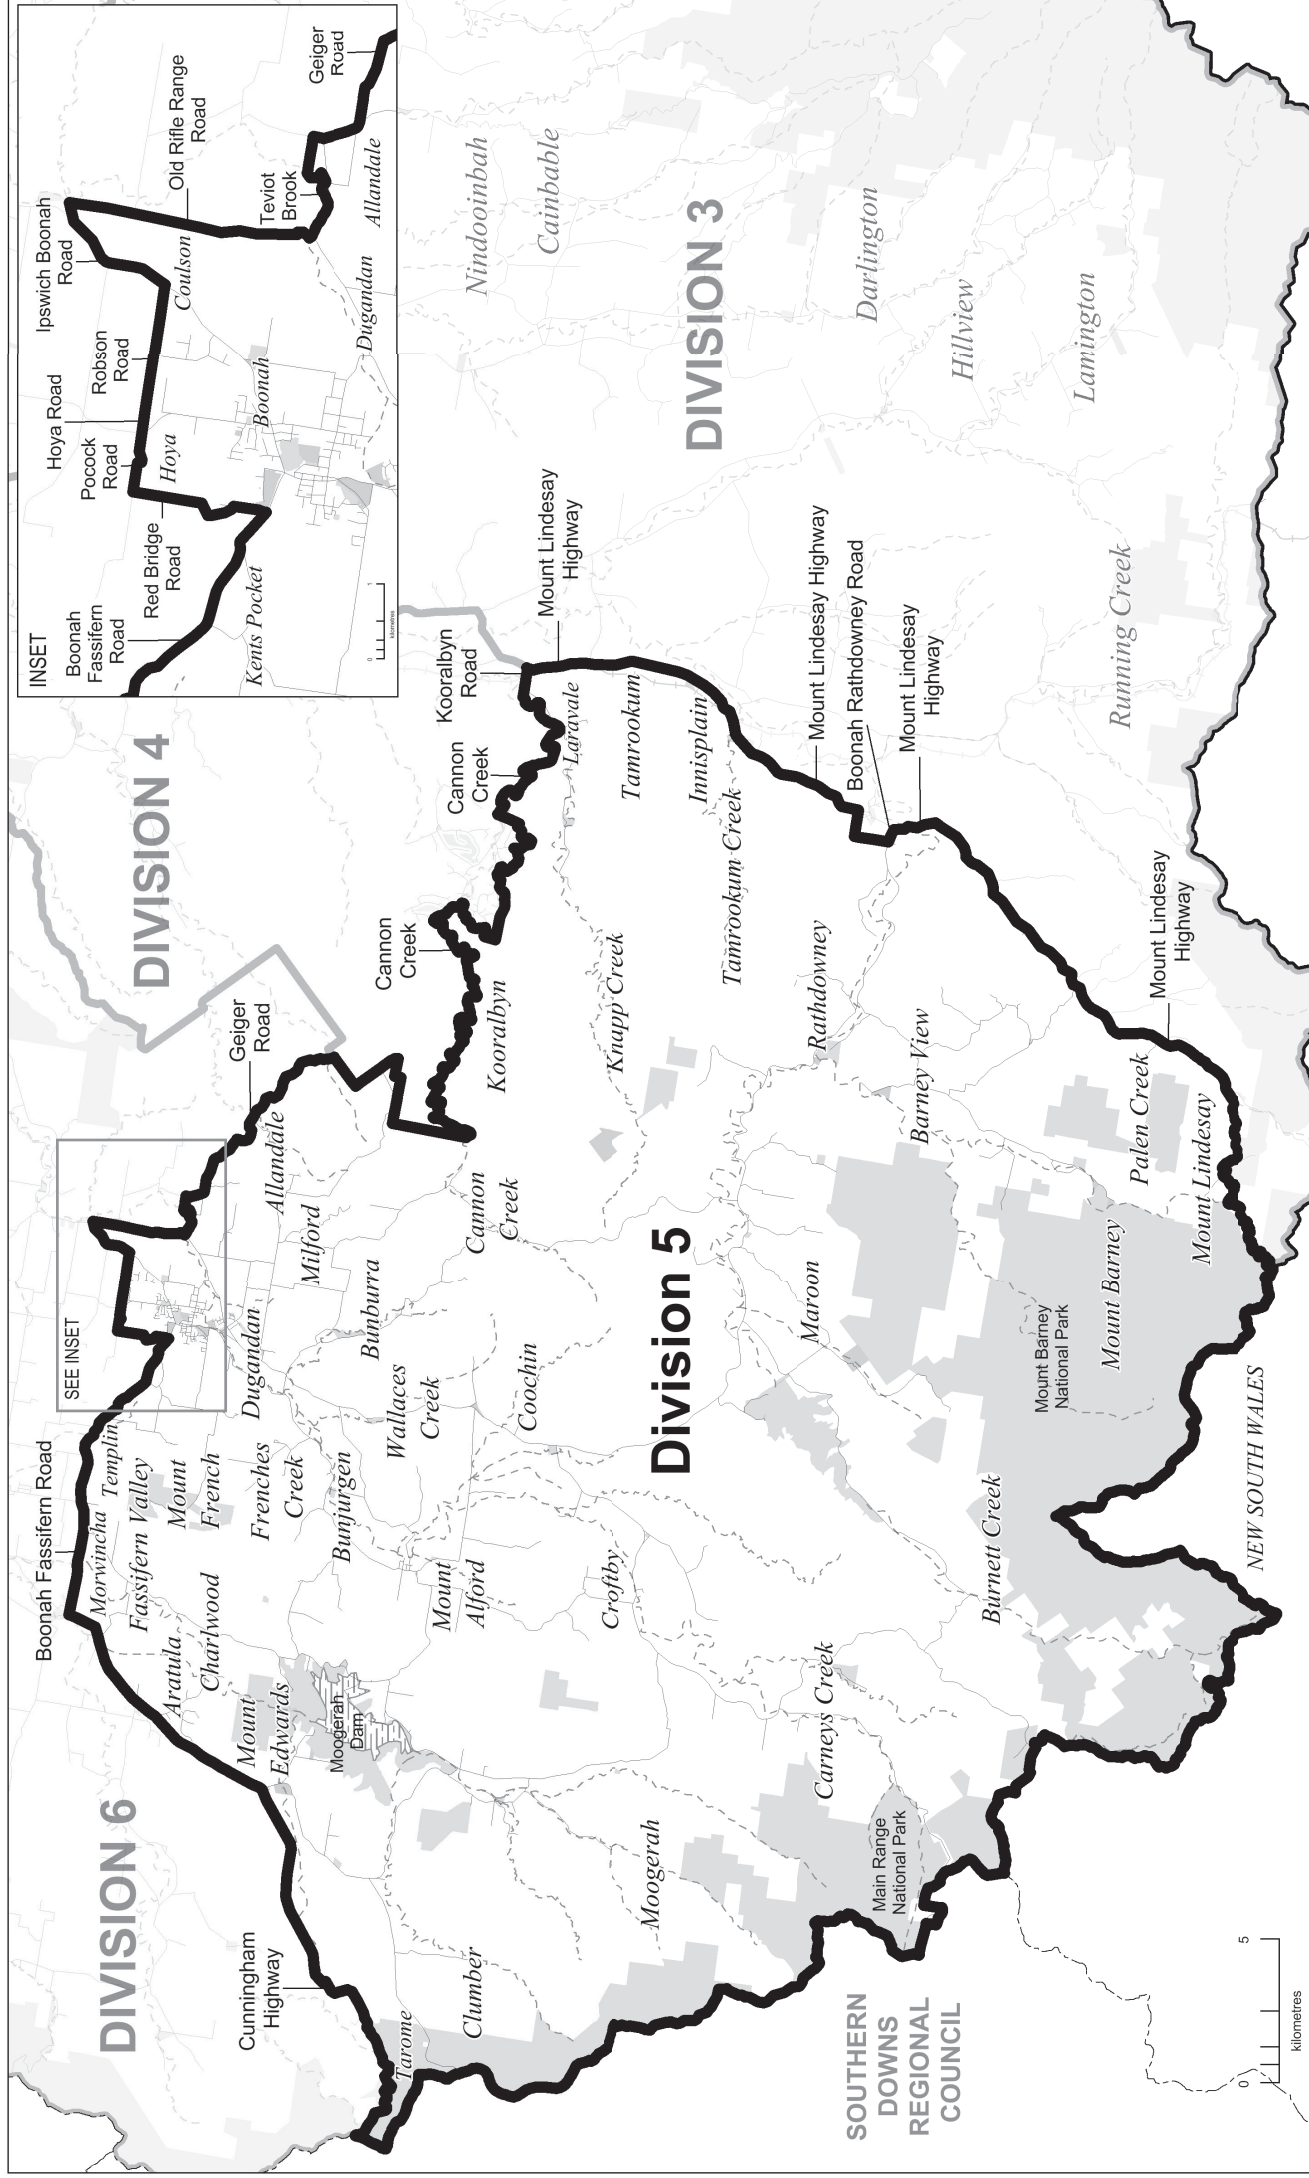 INSET
Boonah
Fassifern
Road
Red Bridge
Road
Pocock
Road
Hoya Road
Robson
Road
Ipswich Boonah
Road
Old Rifle Range
Road
Teviot
Brook
Geiger
Road
Kents Pocket
Hoya
Boonah
Coulson
Dugandan
Allandale
0
1
kilometres
DIVISION 6
DIVISION 4
DIVISION 3
Division 5
SEE INSET
Boonah Fassifern Road
Cunningham
Highway
Geiger
Road
Cannon
Creek
Cannon
Creek
Kooralbyn
Road
Mount Lindesay
Highway
Mount Lindesay Highway
Boonah Rathdowney Road
Mount Lindesay
Highway
Mount Lindesay
Highway
Morwincha
Templin
Fassifern Valley
Aratula
Charlwood
Mount
French
Mount
Edwards
Frenches
Creek
Dugandan
Allandale
Milford
Moogerah
Dam
Bunjurgen
Bunburra
Wallaces
Creek
Tarome
Clumber
Mount
Alford
Coochin
Cannon
Creek
Kooralbyn
Laravale
Knapp Creek
Tamrookum
Innisplain
Tamrookum Creek
Croftby
Moogerah
Carneys Creek
Maroon
Rathdowney
Barney View
Main Range
National Park
Burnett Creek
Mount Barney
National Park
Mount Barney
Palen Creek
Mount Lindesay
Nindooinbah
Cainbable
Darlington
Hillview
Lamington
Running Creek
SOUTHERN
DOWNS
REGIONAL
COUNCIL
NEW SOUTH WALES
0
5
kilometres